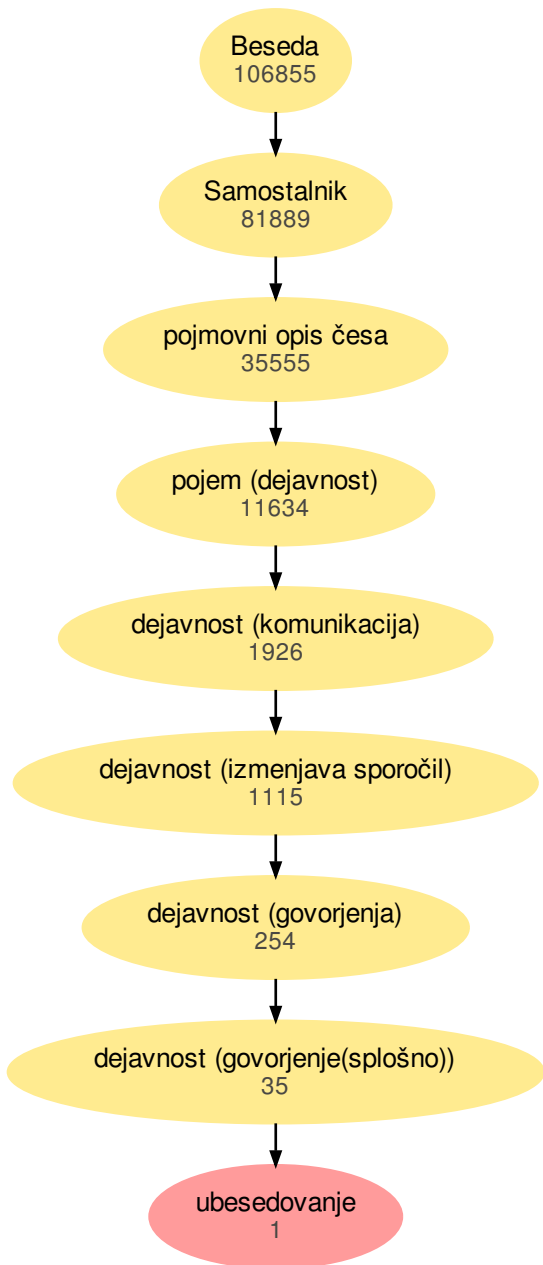 Beseda
106855
Samostalnik
81889
pojmovni opis česa
35555
pojem (dejavnost)
11634
dejavnost (komunikacija)
1926
dejavnost (izmenjava sporočil)
1115
dejavnost (govorjenja)
254
dejavnost (govorjenje(splošno))
35
ubesedovanje
1